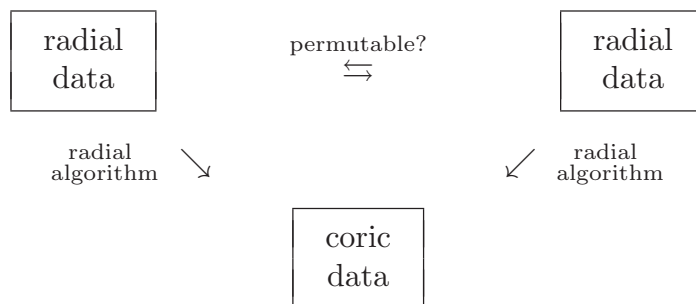 radial
data
permutable?
radial
data
radial
algorithm
radial
algorithm
coric
data